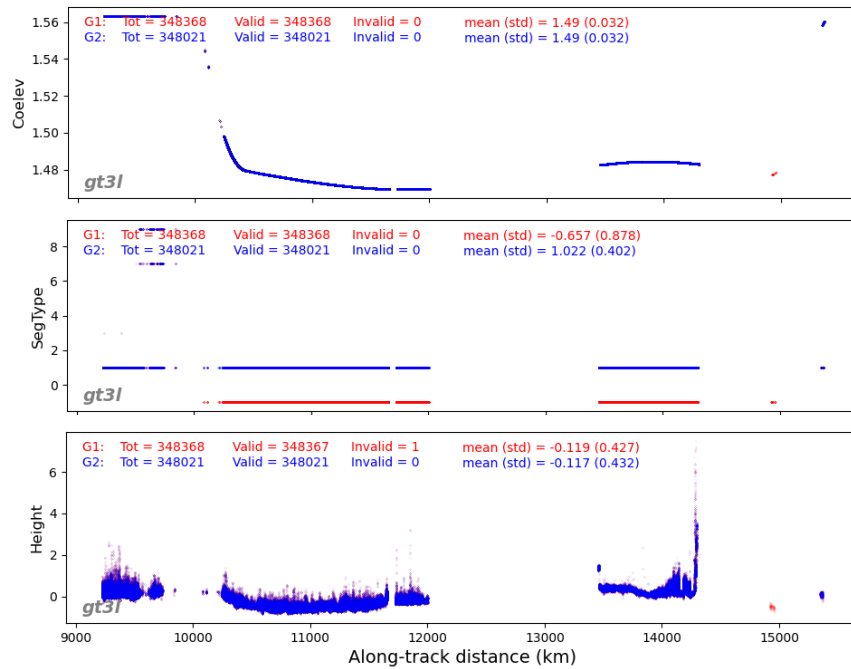 1.56
1.54
1.52
1.50
1.48
Coelev
G1: Tot = 348368 Valid = 348368 Invalid = 0 mean (std) = 1.49 (0.032)
G2: Tot = 348021 Valid = 348021 Invalid = 0 mean (std) = 1.49 (0.032)
gt3l
8
6
4
2
0
SegType
G1: Tot = 348368 Valid = 348368 Invalid = 0 mean (std) = -0.657 (0.878)
G2: Tot = 348021 Valid = 348021 Invalid = 0 mean (std) = 1.022 (0.402)
gt3l
6
4
2
0
Height
G1: Tot = 348368 Valid = 348367 Invalid = 1 mean (std) = -0.119 (0.427)
G2: Tot = 348021 Valid = 348021 Invalid = 0 mean (std) = -0.117 (0.432)
gt3l
9000 10000 11000 12000 13000 14000 15000
Along-track distance (km)